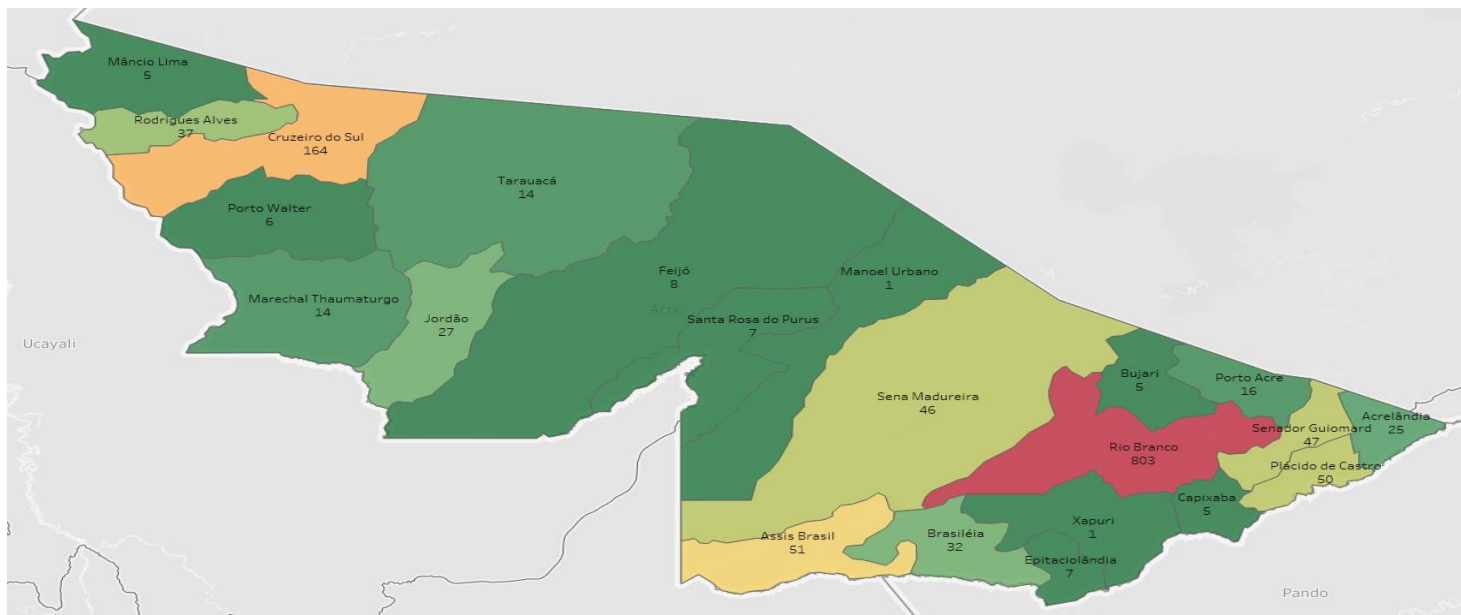 Mâncio Lima
5
Rodrigues Alves
37
Cruzeiro do Sul
164
Tarauacá
14
Porto Walter
6
Marechal Thaumaturgo
14
Jordão
27
Feijó
8
Acre
Manoel Urbano
1
Santa Rosa do Purus
7
Ucayali
Sena Madureira
46
Bujari
5
Porto Acre
16
Acrelândia
25
Senador Guiomard
47
Rio Branco
803
Plácido de Castro
50
Capixaba
5
Xapuri
1
Assis Brasil
51
Brasiléia
32
Epitaciolândia
7
Pando